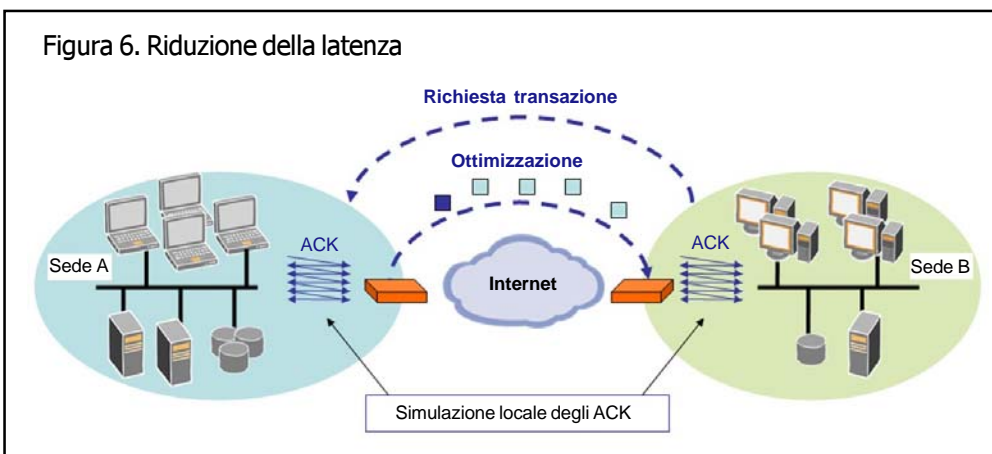 Figura 6. Riduzione della latenza
Richiesta transazione
Ottimizzazione
ACK
ACK
Sede A
Internet
Sede B
Simulazione locale degli ACK